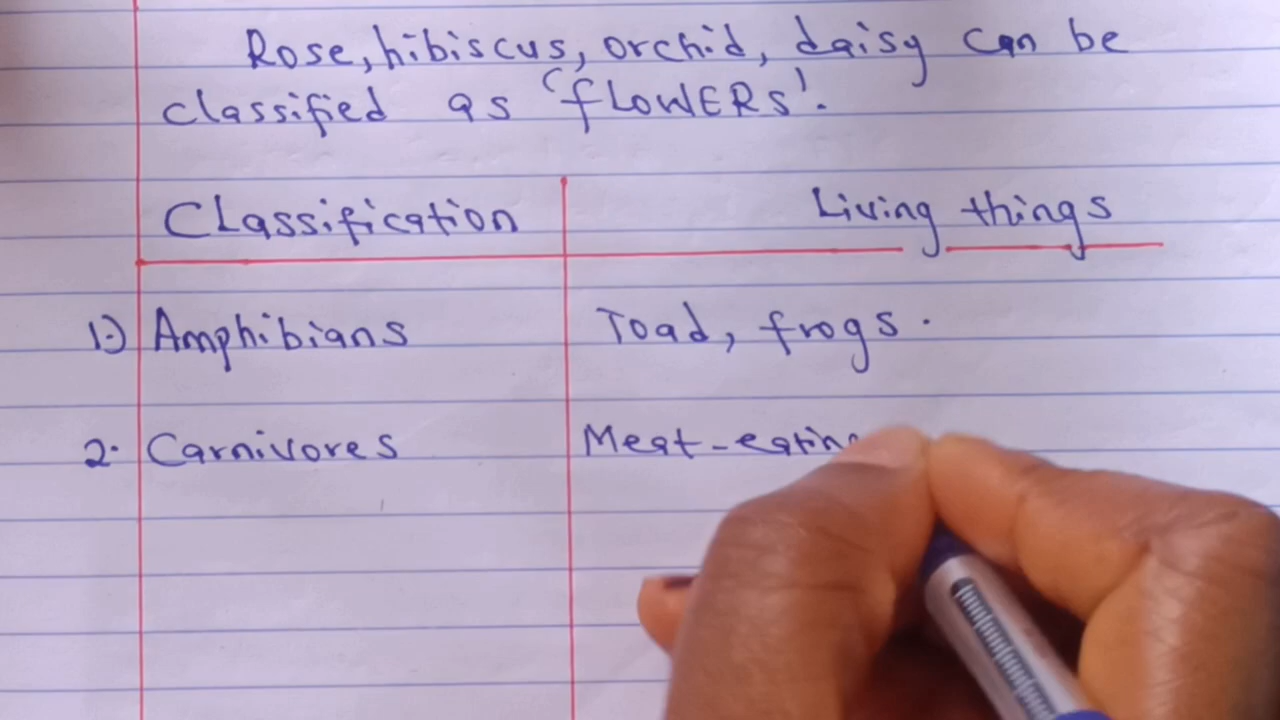 Rose, hibiscus, orchid, daisy can be
classified as 'fLOWERs'.
Classification Living things
1.) Amphibians Toad, frogs.
2. Carnivores Meat-eating